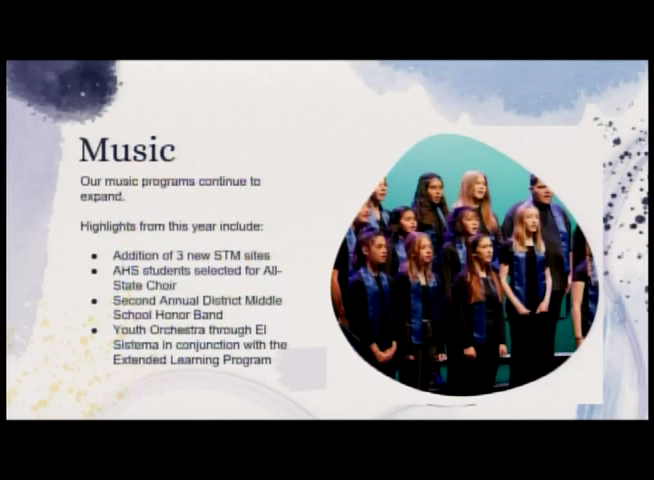 Music
Our music programs continue to
expand.
Highlights from this year include:
● Addition of 3 new STM sites
● AHS students selected for All-
State Choir
● Second Annual District Middle
School Honor Band
● Youth Orchestra through El
Sistema in conjunction with the
Extended Learning Program